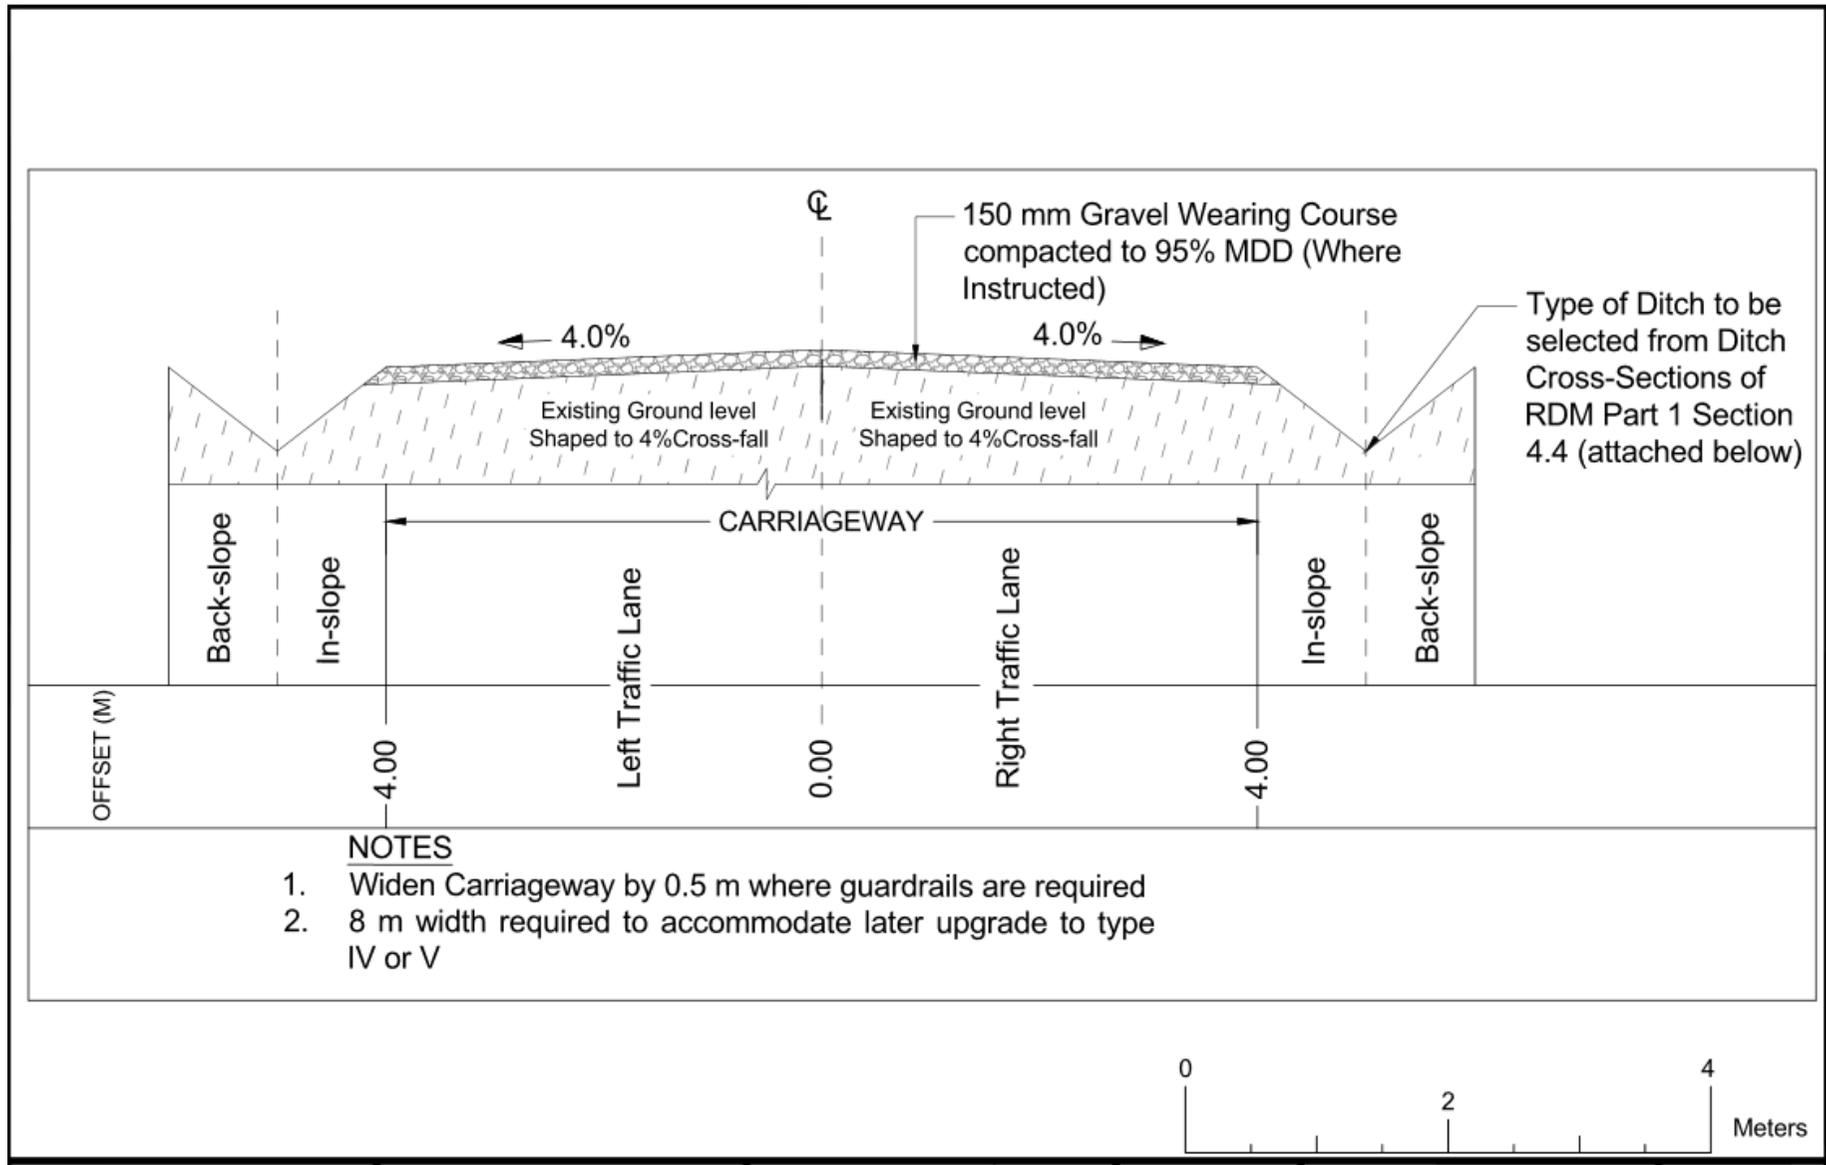 ℄
150 mm Gravel Wearing Course
compacted to 95% MDD (Where
Instructed)
Type of Ditch to be
selected from Ditch
Cross-Sections of
RDM Part 1 Section
4.4 (attached below)
4.0%
4.0%
Existing Ground level
Shaped to 4%Cross-fall
Existing Ground level
Shaped to 4%Cross-fall
CARRIAGEWAY
Back-slope
In-slope
Left Traffic Lane
Right Traffic Lane
In-slope
Back-slope
OFFSET (M)
4.00
0.00
4.00
NOTES
1. Widen Carriageway by 0.5 m where guardrails are required
2. 8 m width required to accommodate later upgrade to type
IV or V
0
2
4
Meters